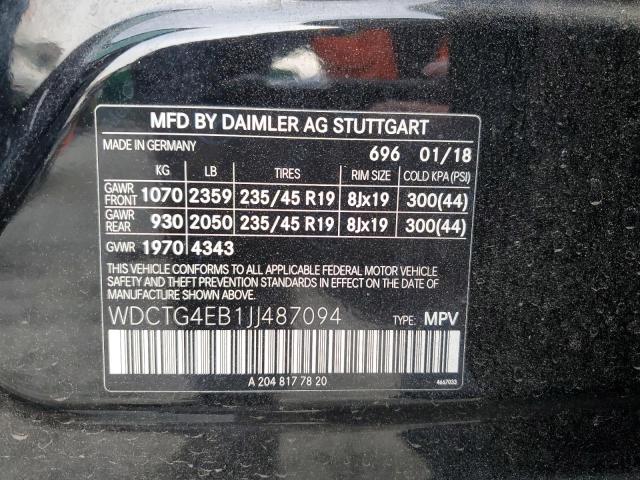 MFD BY DAIMLER AG STUTTGART
MADE IN GERMANY 696 01/18
KG LB TIRES RIM SIZE COLD KPA(PSI)
GAWR FRONT 1070 2359 235/45 R19 8Jx19 300(44)
GAWR REAR 930 2050 235/45 R19 8Jx19 300(44)
GVWR 1970 4343
THIS VEHICLE CONFORMS TO ALL APPLICABLE FEDERAL MOTOR VEHICLE
SAFETY AND THEFT PREVENTION STANDARDS IN EFFECT ON THE DATE
OF MANUFACTURE SHOWN ABOVE.
WDCTG4EB1JJ487094 TYPE: MPV
A 204 817 78 20 4667033